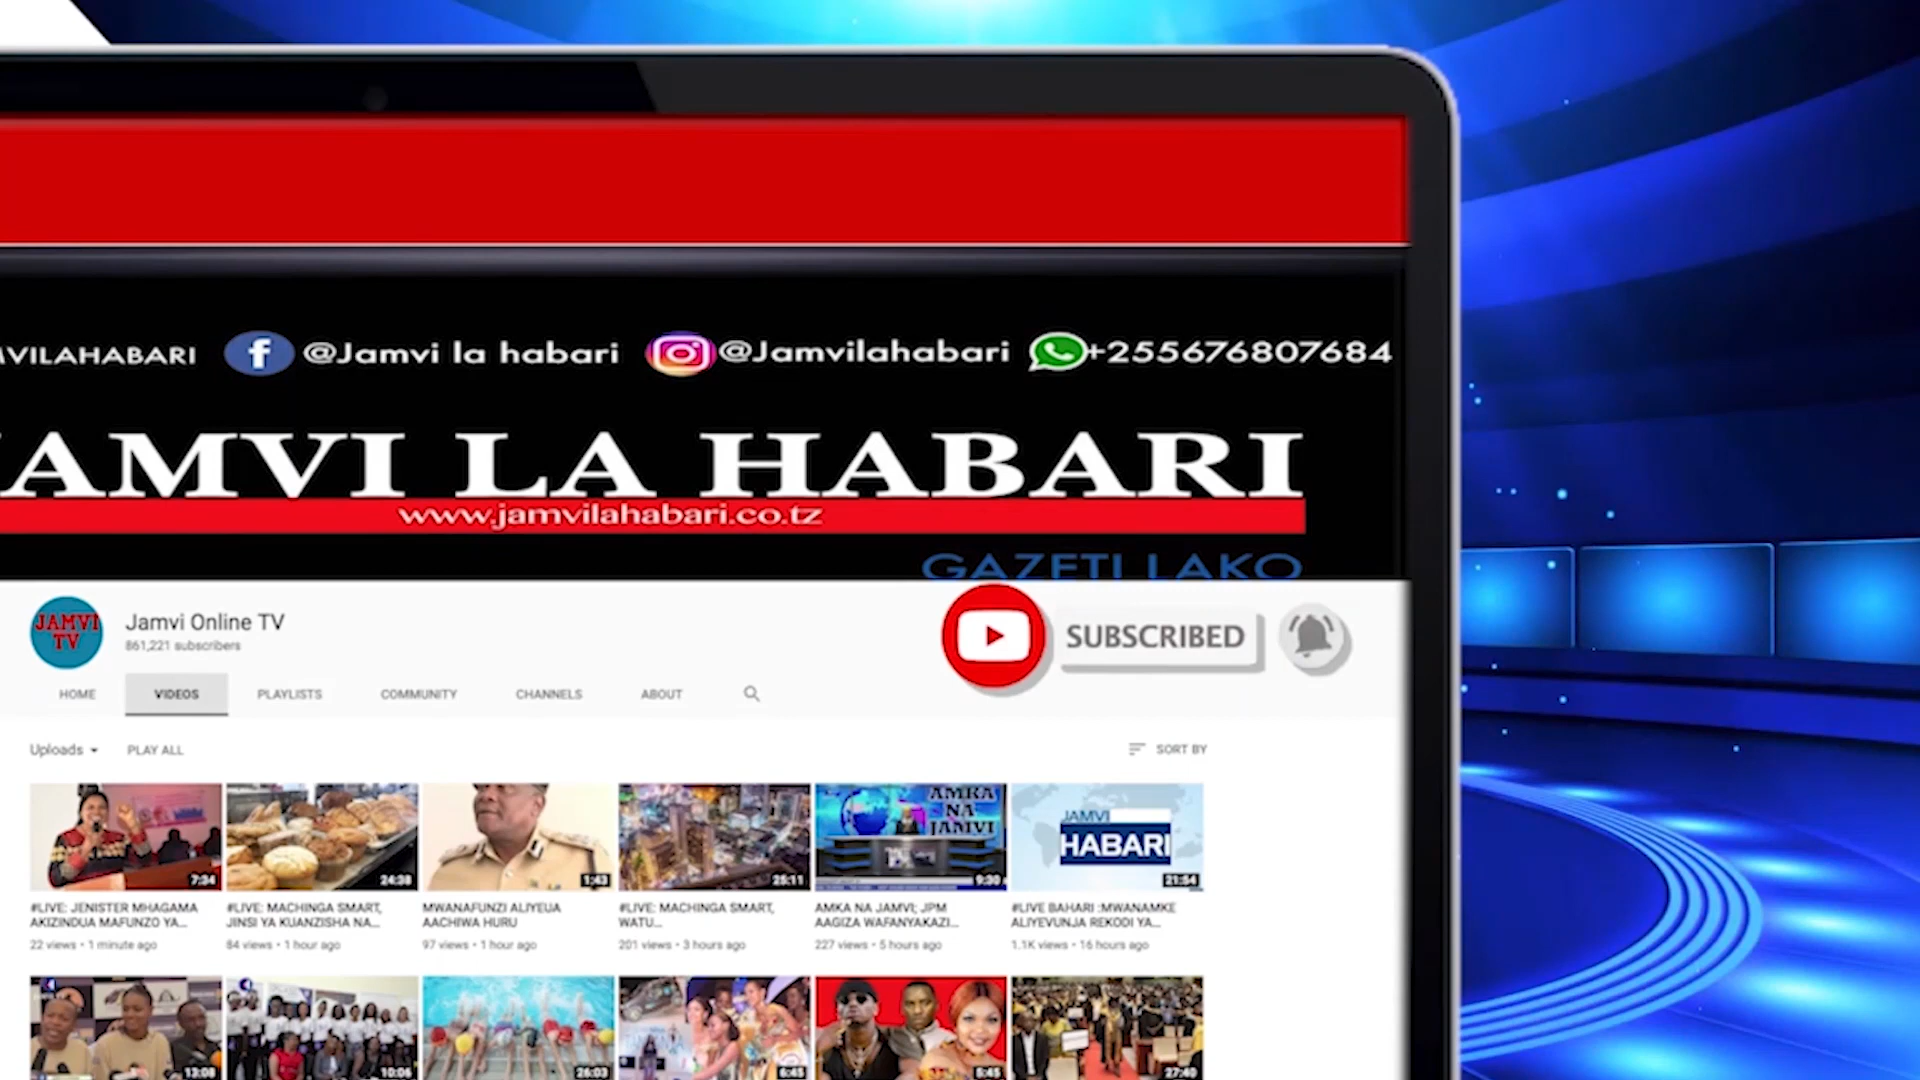 MVILAHABARI @Jamvi la habari @Jamvilahabari +255676807684
JAMVI LA HABARI
www.jamvilahabari.co.tz
GAZETI LAKO
JAMVI TV
Jamvi Online TV
861,221 subscribers
SUBSCRIBED
HOME VIDEOS PLAYLISTS COMMUNITY CHANNELS ABOUT
Uploads PLAY ALL SORT BY
AMKA
NA
JAMVI
JAMVI
HABARI
7:34 24:38 1:43 25:11 9:30 21:54
#LIVE: JENISTER MHAGAMA
AKIZINDUA MAFUNZO YA...
22 views • 1 minute ago
#LIVE: MACHINGA SMART,
JINSI YA KUANZISHA NA...
84 views • 1 hour ago
MWANAFUNZI ALIYEUA
AACHIWA HURU
97 views • 1 hour ago
#LIVE: MACHINGA SMART,
WATU...
201 views • 3 hours ago
AMKA NA JAMVI; JPM
AAGIZA WAFANYAKAZI...
227 views • 5 hours ago
#LIVE BAHARI :MWANAMKE
ALIYEVUNJA REKODI YA...
1.1K views • 16 hours ago
13:08 10:06 26:03 6:45 5:45 27:40